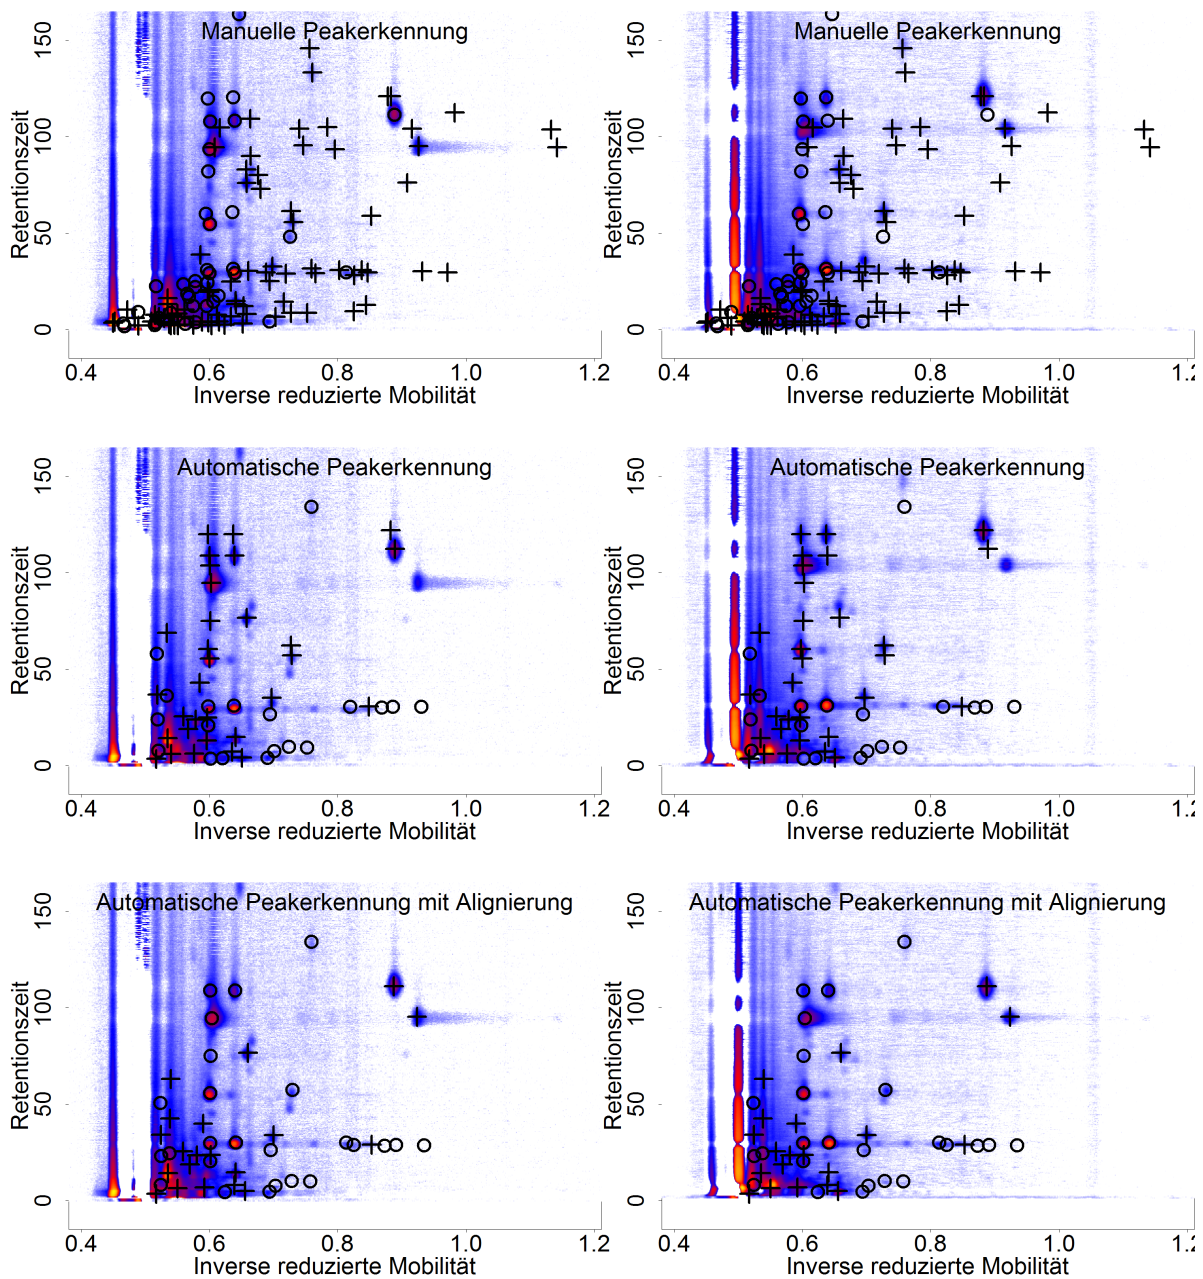 Manuelle Peakerkennung
Retentionszeit
0 50 100 150
0.4 0.6 0.8 1.0 1.2
Inverse reduzierte Mobilität
Manuelle Peakerkennung
Retentionszeit
0 50 100 150
0.4 0.6 0.8 1.0 1.2
Inverse reduzierte Mobilität
Automatische Peakerkennung
Retentionszeit
0 50 100 150
0.4 0.6 0.8 1.0 1.2
Inverse reduzierte Mobilität
Automatische Peakerkennung
Retentionszeit
0 50 100 150
0.4 0.6 0.8 1.0 1.2
Inverse reduzierte Mobilität
Automatische Peakerkennung mit Alignierung
Retentionszeit
0 50 100 150
0.4 0.6 0.8 1.0 1.2
Inverse reduzierte Mobilität
Automatische Peakerkennung mit Alignierung
Retentionszeit
0 50 100 150
0.4 0.6 0.8 1.0 1.2
Inverse reduzierte Mobilität